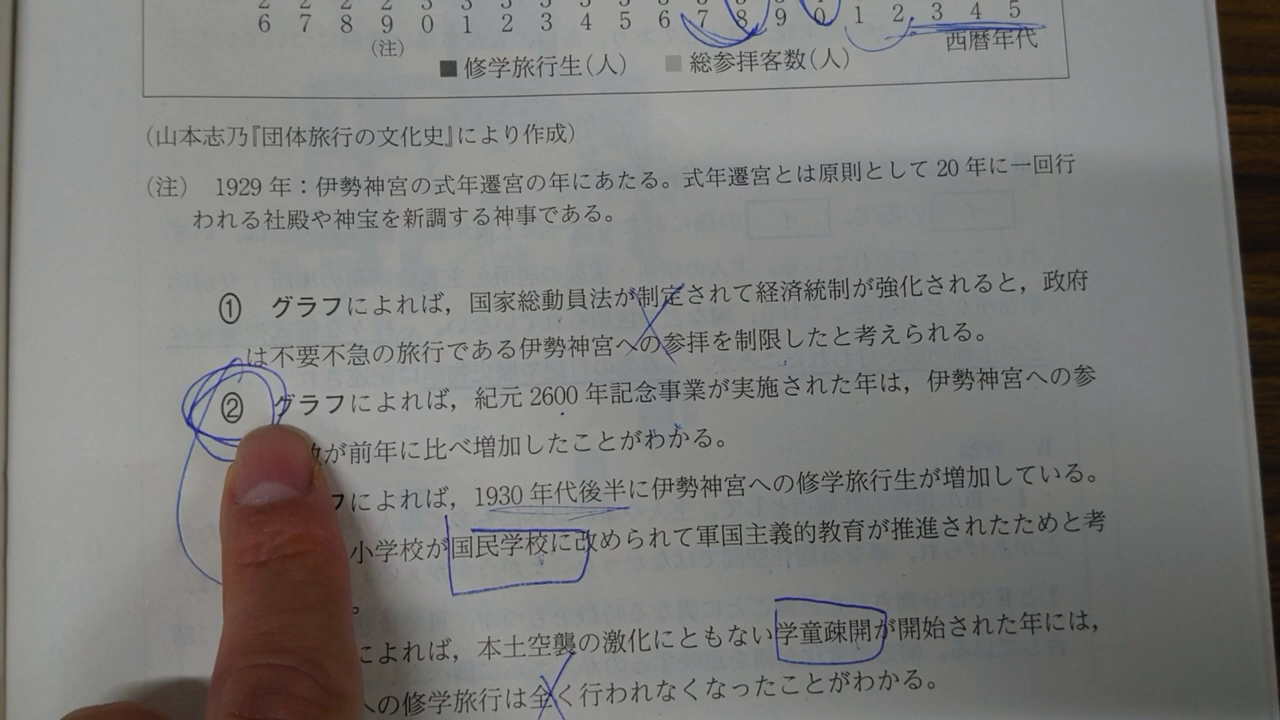 2 2 2 2 3 3 3 3 3 3 3 3 3 3 4 4 4 4 4 4
6 7 8 9 0 1 2 3 4 5 6 7 8 9 0 1 2 3 4 5
(注)
西暦年代
■ 修学旅行生(人) ■ 総参拝客数(人)
(山本志乃『団体旅行の文化史』により作成)
(注) 1929年：伊勢神宮の式年遷宮の年にあたる。式年遷宮とは原則として20年に一回行
われる社殿や神宝を新調する神事である。
① グラフによれば，国家総動員法が制定されて経済統制が強化されると，政府
は不要不急の旅行である伊勢神宮への参拝を制限したと考えられる。
② グラフによれば，紀元2600年記念事業が実施された年は，伊勢神宮への参
数が前年に比べ増加したことがわかる。
フによれば，1930年代後半に伊勢神宮への修学旅行生が増加している。
小学校が国民学校に改められて軍国主義的教育が推進されたためと考
。
によれば，本土空襲の激化にともない学童疎開が開始された年には，
への修学旅行は全く行われなくなったことがわかる。